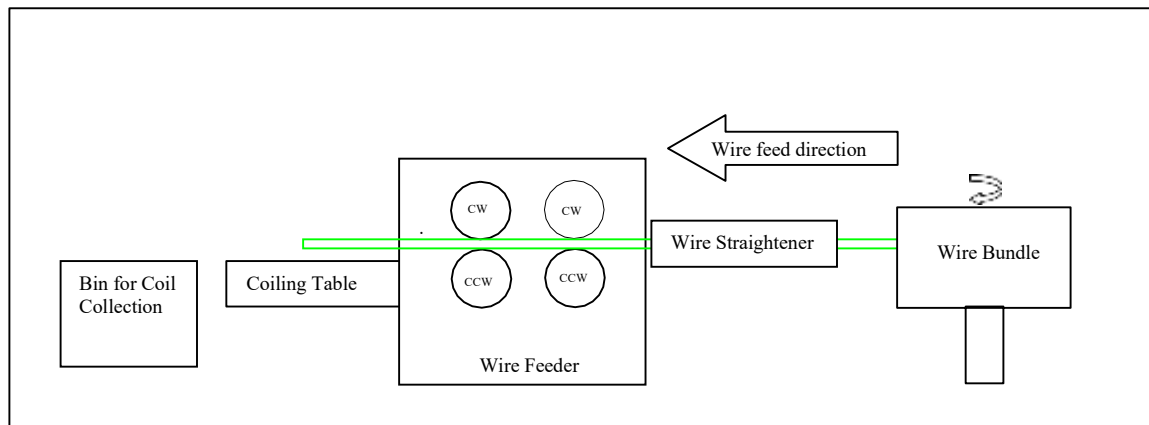 Wire feed direction
CW
CW
Wire Straightener
Wire Bundle
Bin for Coil
Collection
Coiling Table
CCW
CCW
Wire Feeder